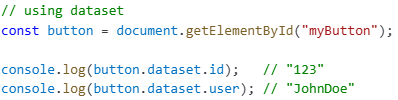 // using dataset
const button = document.getElementById("myButton");
console.log(button.dataset.id);   // "123"
console.log(button.dataset.user); // "JohnDoe"